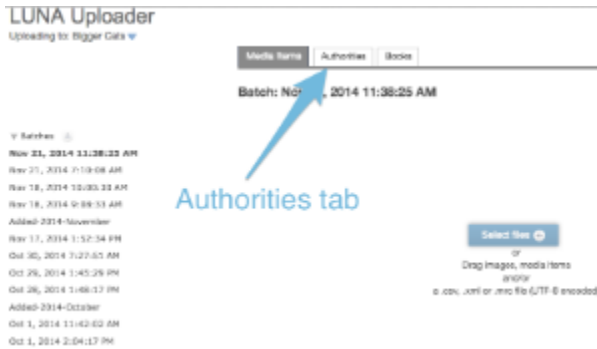 LUNA Uploader
Uploading to: Bigger Cats
Media Items Authorities Books
Batch: Nov 2014 11:38:25 AM
Batches
Nov 21, 2014 11:38:25 AM
Nov 21, 2014 7:10:08 AM
Nov 18, 2014 10:00:33 AM
Nov 18, 2014 9:08:53 AM
Added-2014-November
Nov 17, 2014 1:52:34 PM
Oct 30, 2014 7:27:51 AM
Oct 29, 2014 1:45:29 PM
Oct 28, 2014 1:48:17 PM
Added-2014-October
Oct 1, 2014 11:42:02 AM
Oct 1, 2014 2:04:17 PM
Authorities tab
Select files
or
Drag images, media items
and/or
a .csv, .xml or .mrc file (UTF-8 encoded